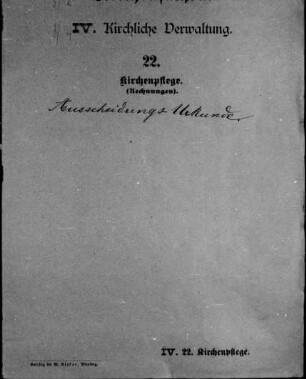 IV. Kirchliche Verwaltung.
22.
Kirchenpflege.
(Rechnungen).
Ausscheidungs Urkunde
IV. 22. Kirchenpflege.